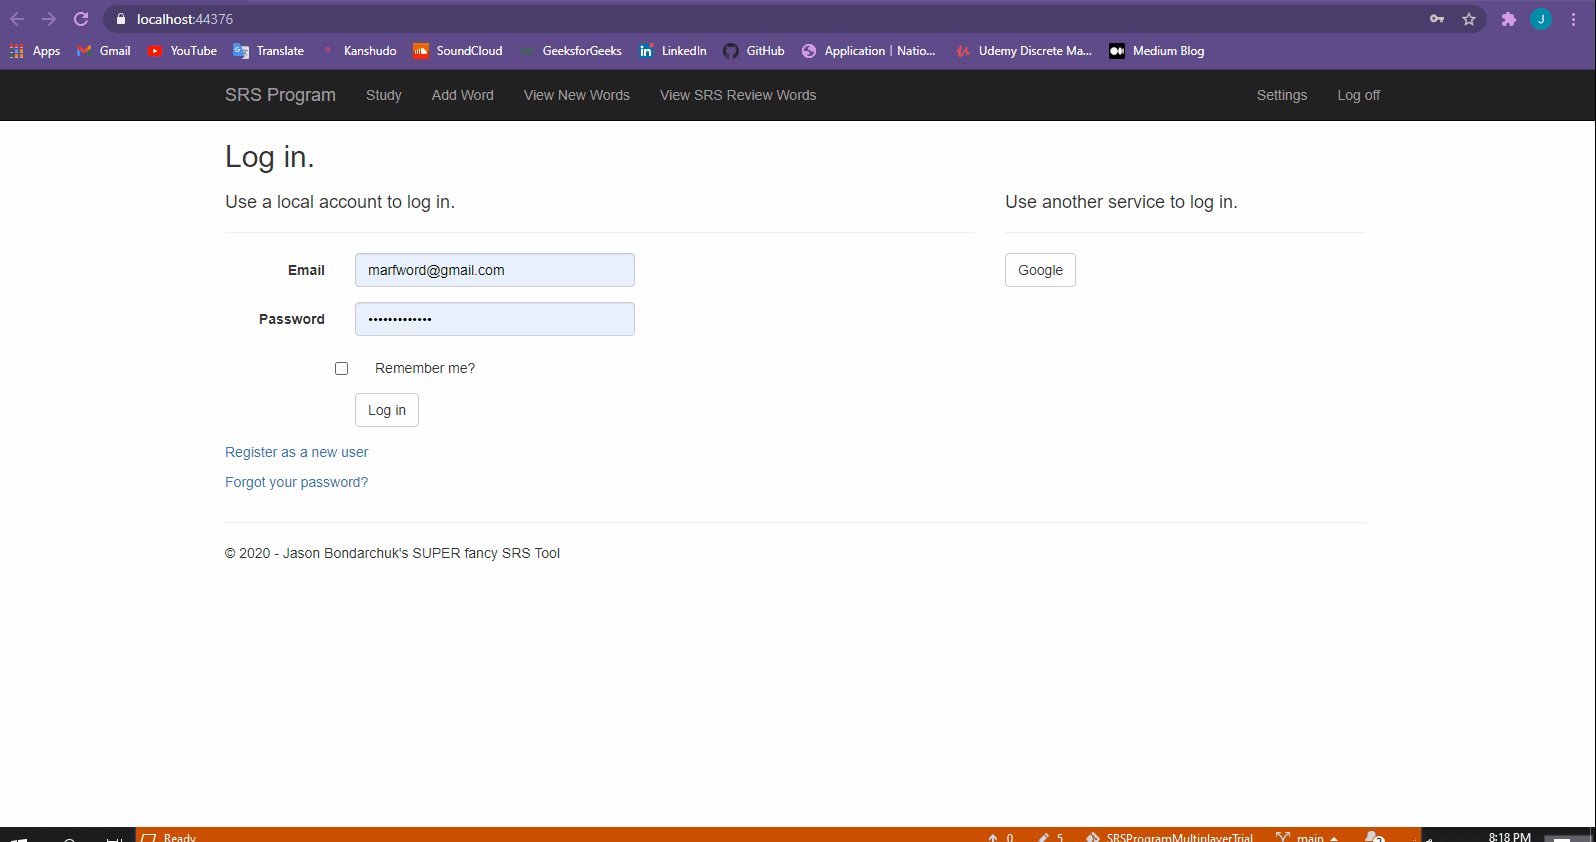 localhost:44376
J
Apps Gmail YouTube Translate Kanshudo SoundCloud GeeksforGeeks LinkedIn GitHub Application | Natio... Udemy Discrete Ma... Medium Blog
SRS Program Study Add Word View New Words View SRS Review Words Settings Log off
Log in.
Use a local account to log in.
Use another service to log in.
Email marfword@gmail.com
Google
Password •••••••••••••
Remember me?
Log in
Register as a new user
Forgot your password?
© 2020 - Jason Bondarchuk's SUPER fancy SRS Tool
Ready 0 5 SRSProgramMultiplayerTrial main 2 8:18 PM